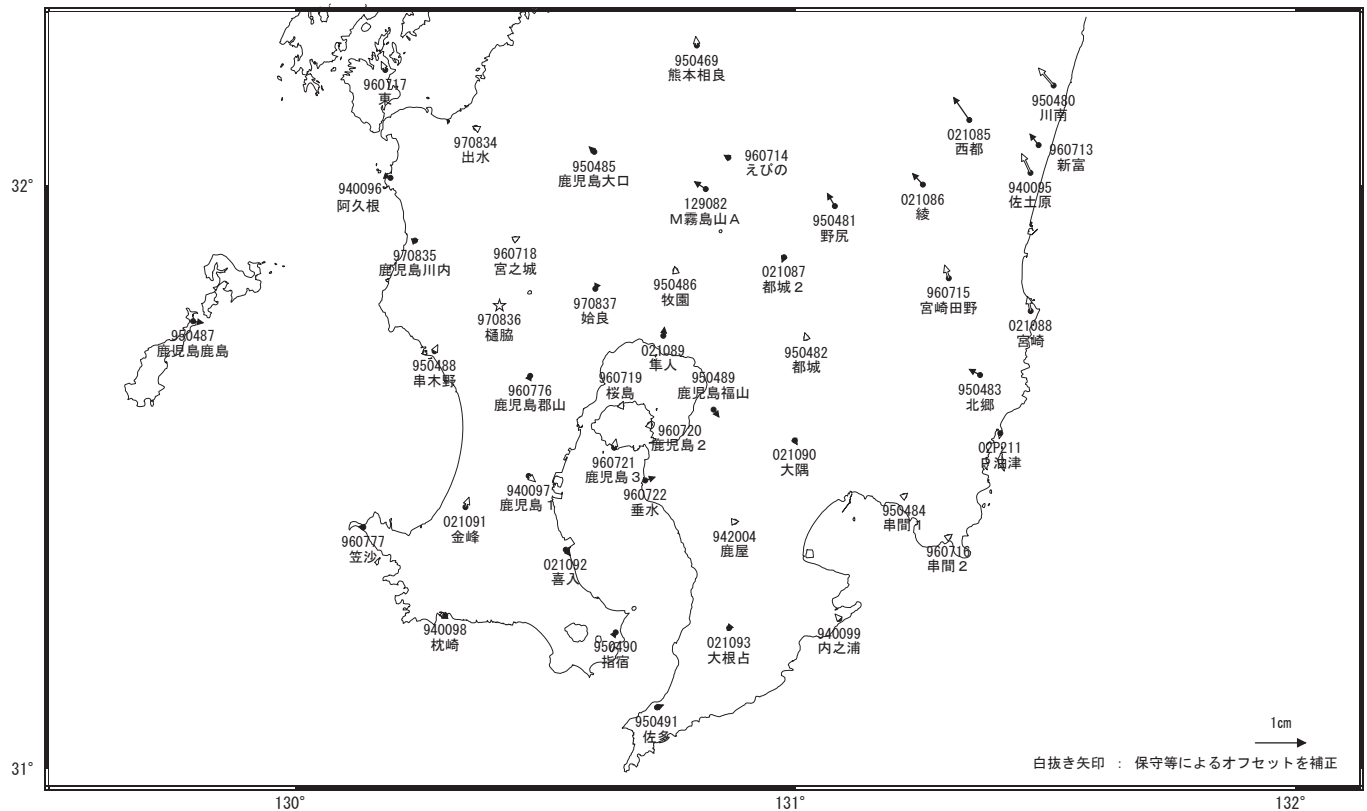 950469
熊本相良
960717
東
950480
川南
970834
出水
021085
西都
960713
新富
950485
鹿児島大口
960714
えびの
32°
940096
阿久根
129082
M霧島山A
021086
綾
940095
佐土原
950481
野尻
970835
鹿児島川内
960718
宮之城
950486
牧園
021087
都城2
960715
宮崎田野
970837
姶良
970836
樋脇
950487
鹿児島鹿島
021088
宮崎
021089
隼人
950482
都城
950488
串木野
960776
鹿児島郡山
960719
桜島
950489
鹿児島福山
950483
北郷
960720
鹿児島2
021090
大隅
02P211
P油津
960721
鹿児島3
940097
鹿児島1
960722
垂水
021091
金峰
950484
串間1
942004
鹿屋
960777
笠沙
960716
串間2
021092
喜入
940098
枕崎
950490
指宿
021093
大根占
940099
内之浦
950491
佐多
1cm
白抜き矢印 : 保守等によるオフセットを補正
31°
130°
131°
132°